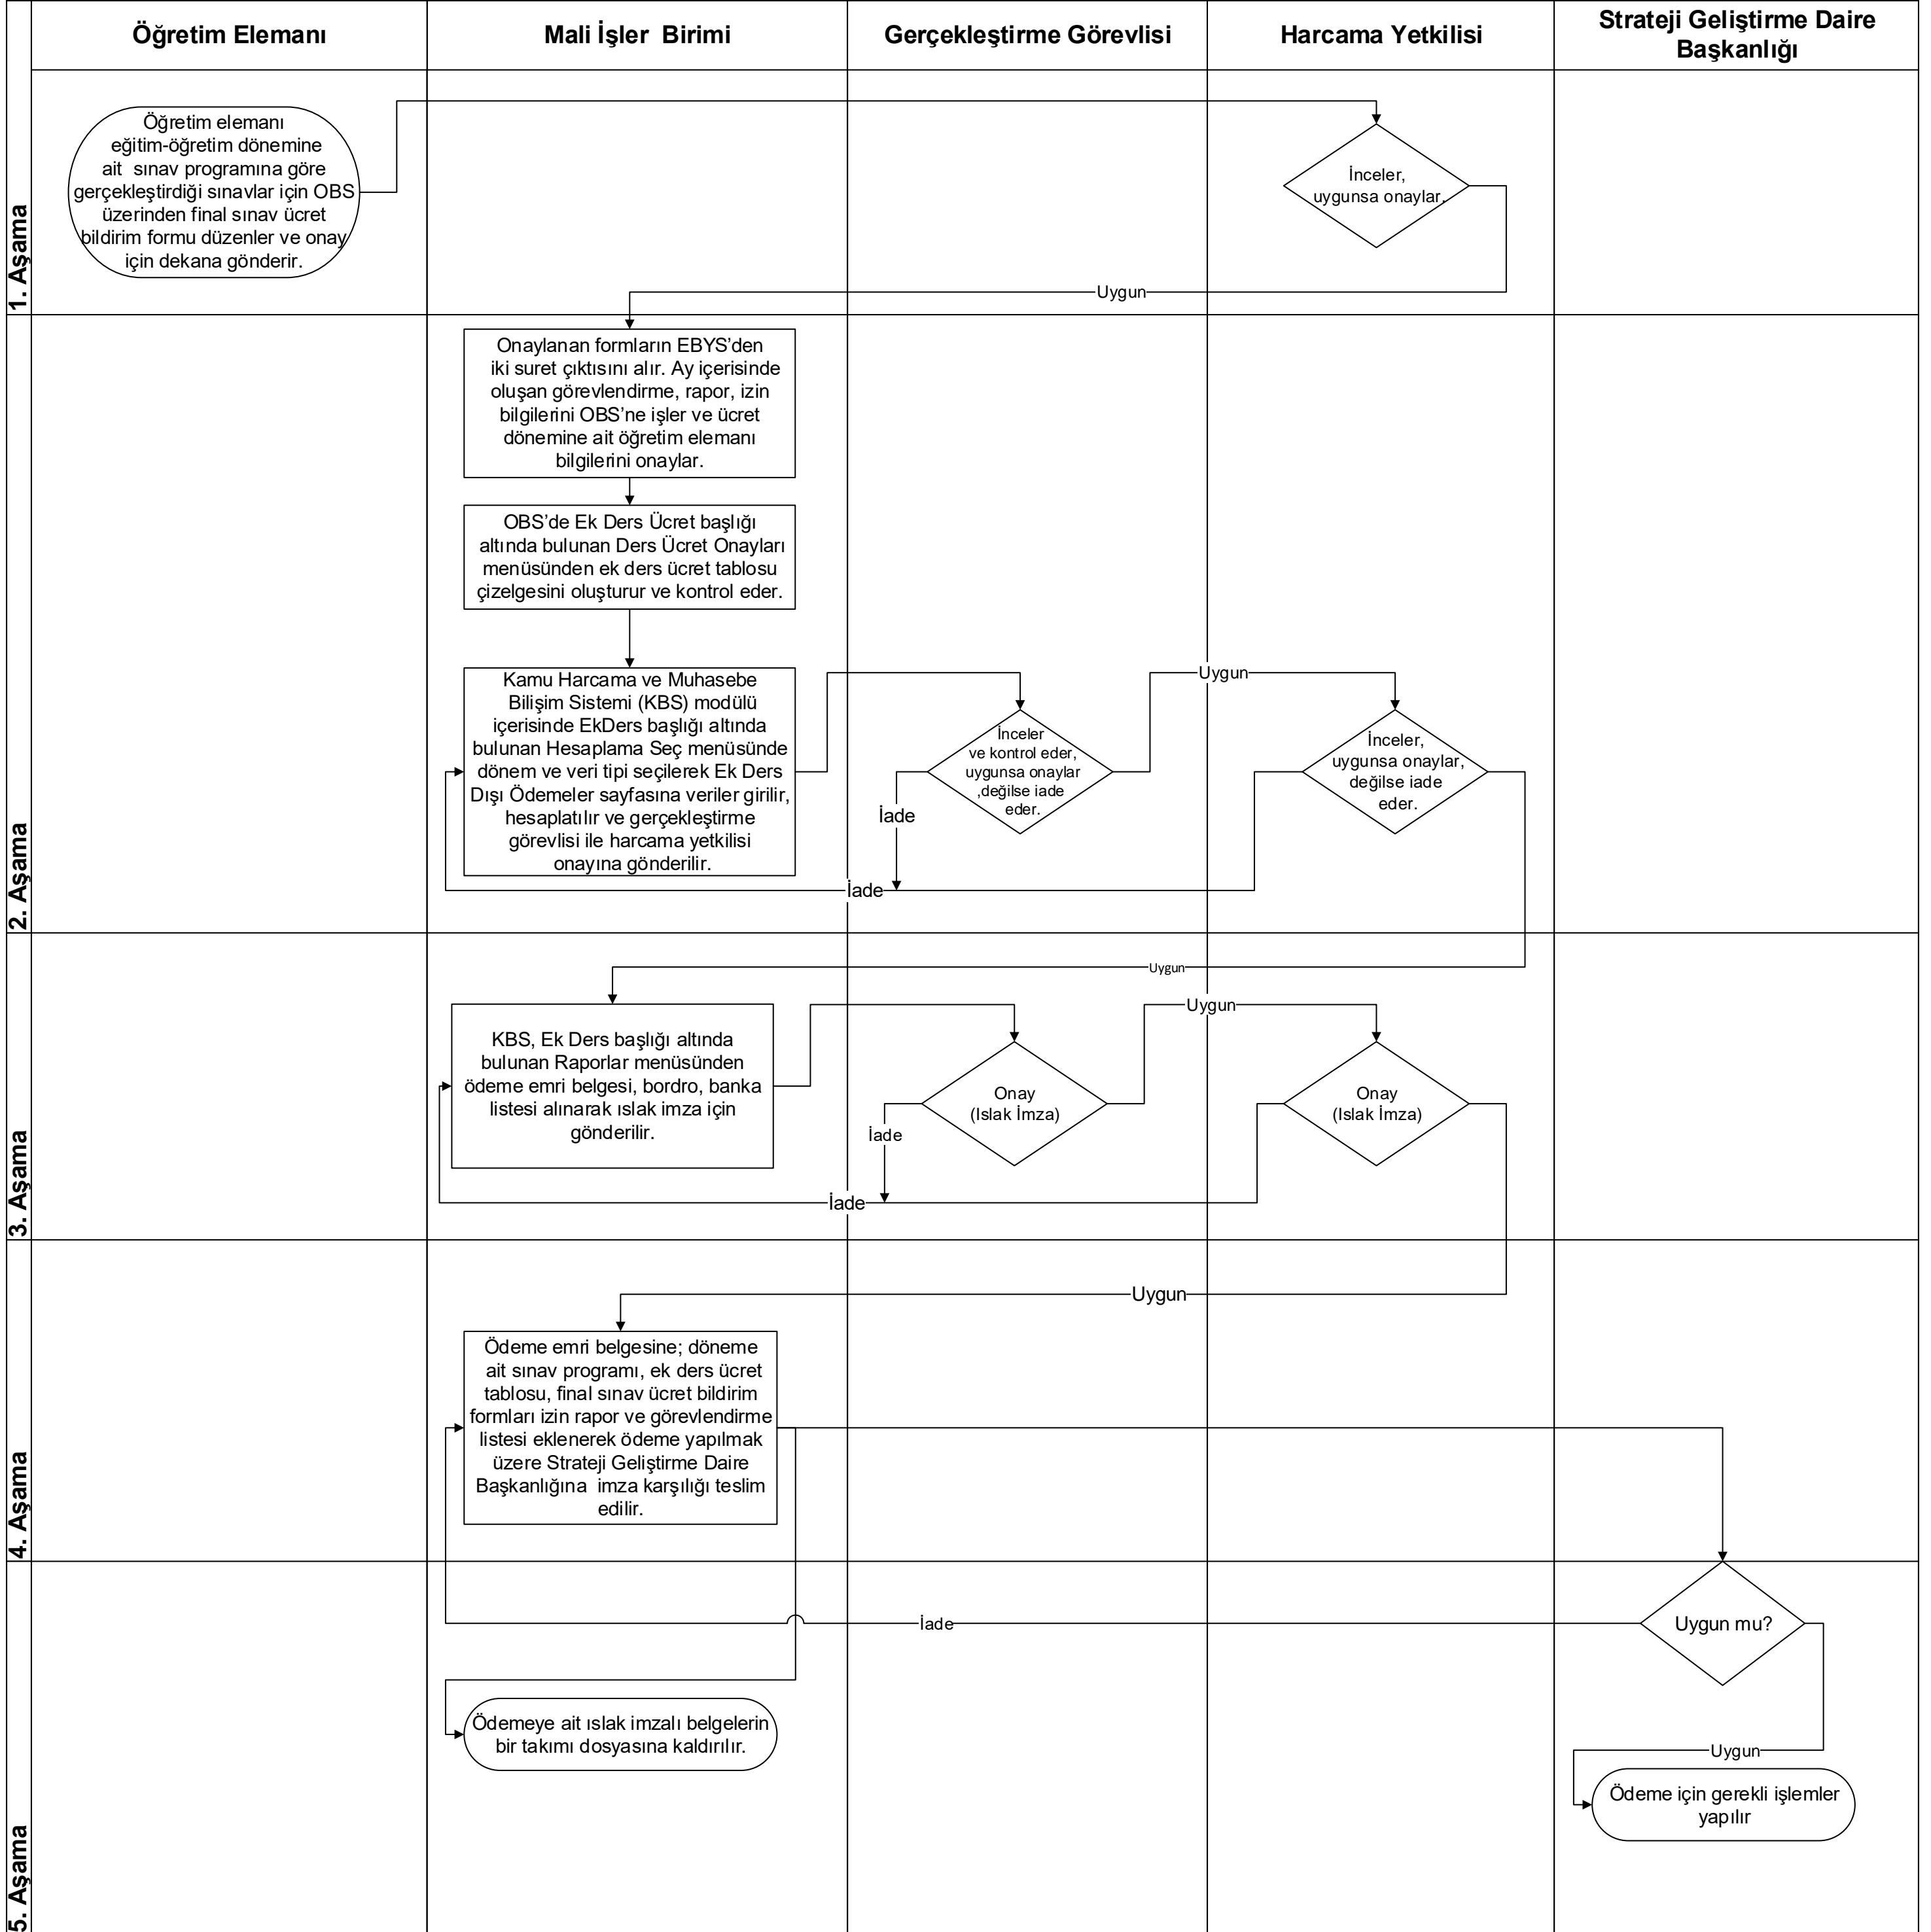 Öğretim Elemanı
Mali İşler Birimi
Gerçekleştirme Görevlisi
Harcama Yetkilisi
Strateji Geliştirme Daire
Başkanlığı
1. Aşama
Öğretim elemanı
eğitim-öğretim dönemine
ait sınav programına göre
gerçekleştirdiği sınavlar için OBS
üzerinden final sınav ücret
bildirim formu düzenler ve onay
için dekana gönderir.
İnceler,
uygunsa onaylar.
Uygun
2. Aşama
Onaylanan formların EBYS’den
iki suret çıktısını alır. Ay içerisinde
oluşan görevlendirme, rapor, izin
bilgilerini OBS’ne işler ve ücret
dönemine ait öğretim elemanı
bilgilerini onaylar.
OBS’de Ek Ders Ücret başlığı
altında bulunan Ders Ücret Onayları
menüsünden ek ders ücret tablosu
çizelgesini oluşturur ve kontrol eder.
Kamu Harcama ve Muhasebe
Bilişim Sistemi (KBS) modülü
içerisinde EkDers başlığı altında
bulunan Hesaplama Seç menüsünde
dönem ve veri tipi seçilerek Ek Ders
Dışı Ödemeler sayfasına veriler girilir,
hesaplatılır ve gerçekleştirme
görevlisi ile harcama yetkilisi
onayına gönderilir.
İnceler
ve kontrol eder,
uygunsa onaylar
,değilse iade
eder.
İade
Uygun
İnceler,
uygunsa onaylar,
değilse iade
eder.
İade
3. Aşama
Uygun
KBS, Ek Ders başlığı altında
bulunan Raporlar menüsünden
ödeme emri belgesi, bordro, banka
listesi alınarak ıslak imza için
gönderilir.
Onay
(Islak İmza)
İade
Uygun
Onay
(Islak İmza)
İade
4. Aşama
Uygun
Ödeme emri belgesine; döneme
ait sınav programı, ek ders ücret
tablosu, final sınav ücret bildirim
formları izin rapor ve görevlendirme
listesi eklenerek ödeme yapılmak
üzere Strateji Geliştirme Daire
Başkanlığına imza karşılığı teslim
edilir.
5. Aşama
Uygun mu?
İade
Ödemeye ait ıslak imzalı belgelerin
bir takımı dosyasına kaldırılır.
Uygun
Ödeme için gerekli işlemler
yapılır